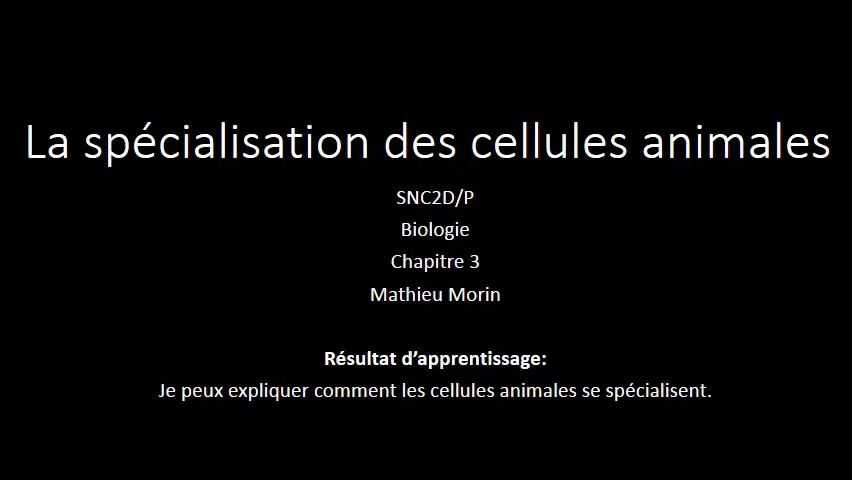 La spécialisation des cellules animales
SNC2D/P
Biologie
Chapitre 3
Mathieu Morin
Résultat d’apprentissage:
Je peux expliquer comment les cellules animales se spécialisent.